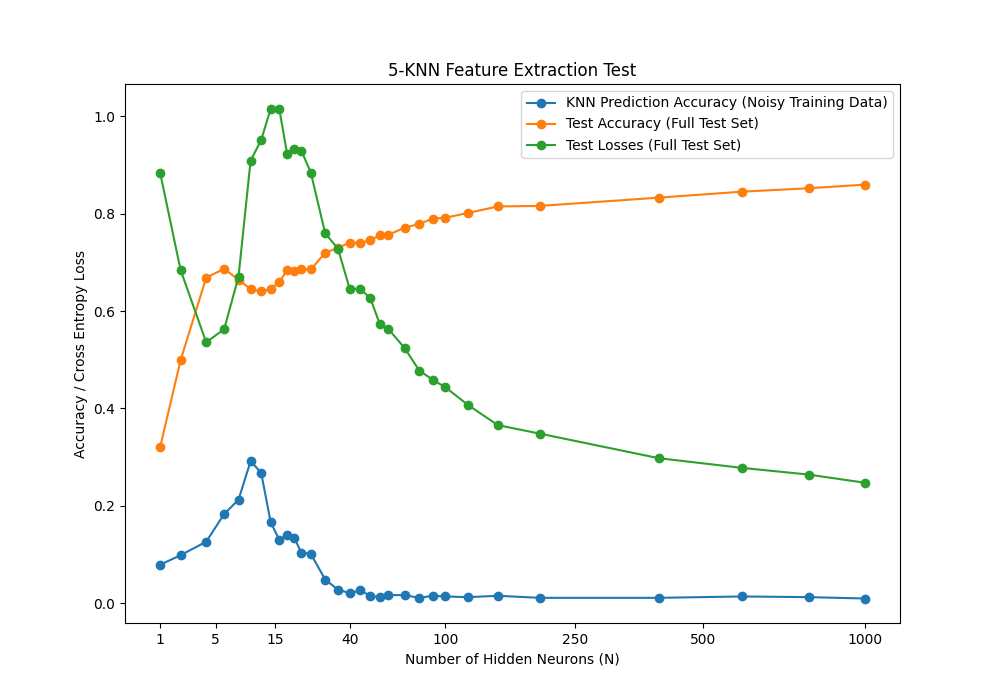 5-KNN Feature Extraction Test
KNN Prediction Accuracy (Noisy Training Data)
Test Accuracy (Full Test Set)
Test Losses (Full Test Set)
Accuracy / Cross Entropy Loss
1.0
0.8
0.6
0.4
0.2
0.0
1 5 15 40 100 250 500 1000
Number of Hidden Neurons (N)